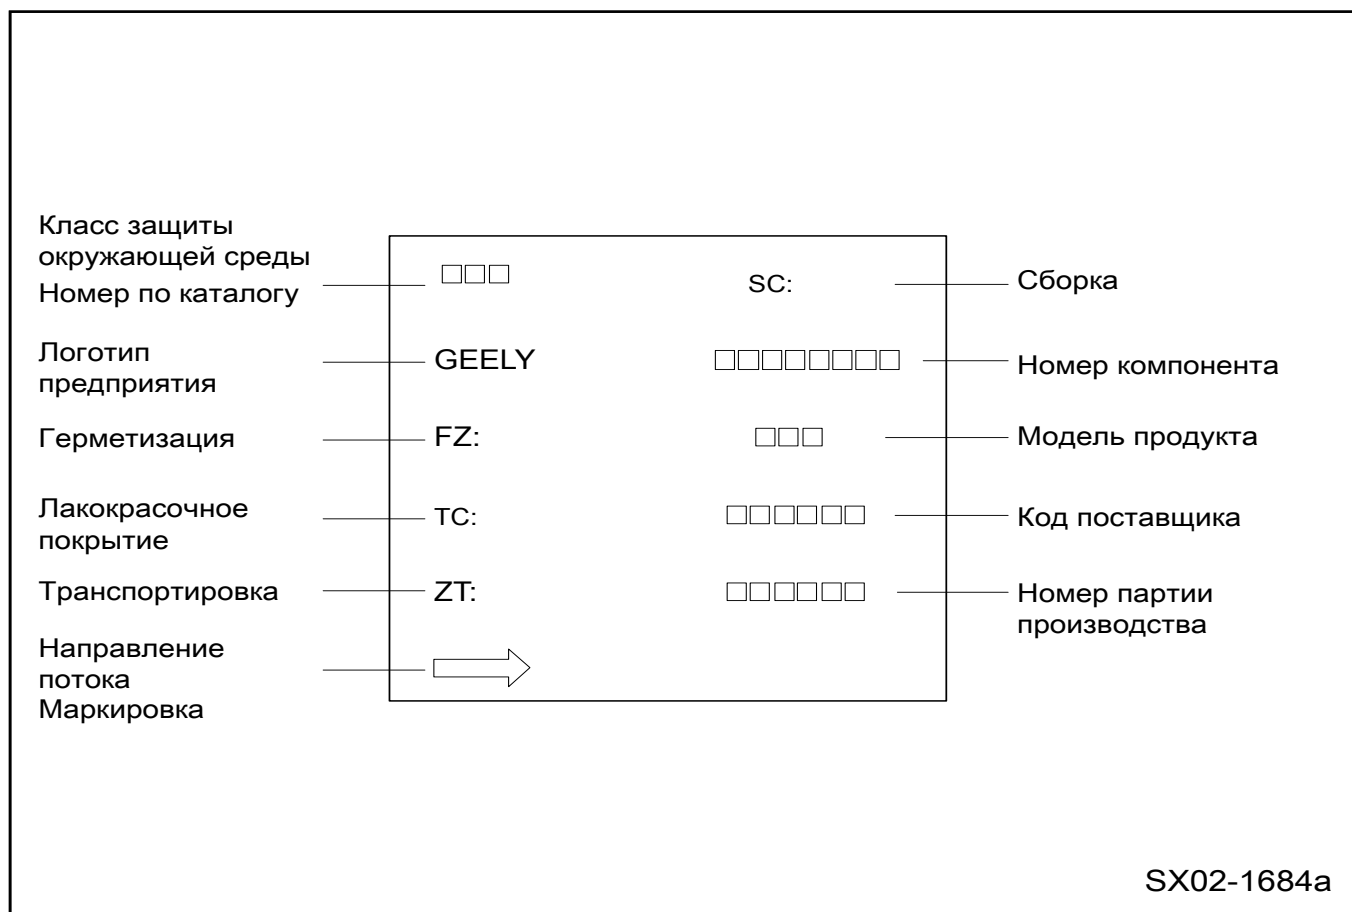 Класс защиты
окружающей среды
Номер по каталогу
Логотип
предприятия
Герметизация
Лакокрасочное
покрытие
Транспортировка
Направление
потока
Маркировка
□□□
GEELY
FZ:
TC:
ZT:
SC:
□□□□□□□□
□□□
□□□□□□
□□□□□□
Сборка
Номер компонента
Модель продукта
Код поставщика
Номер партии
производства
SX02-1684a